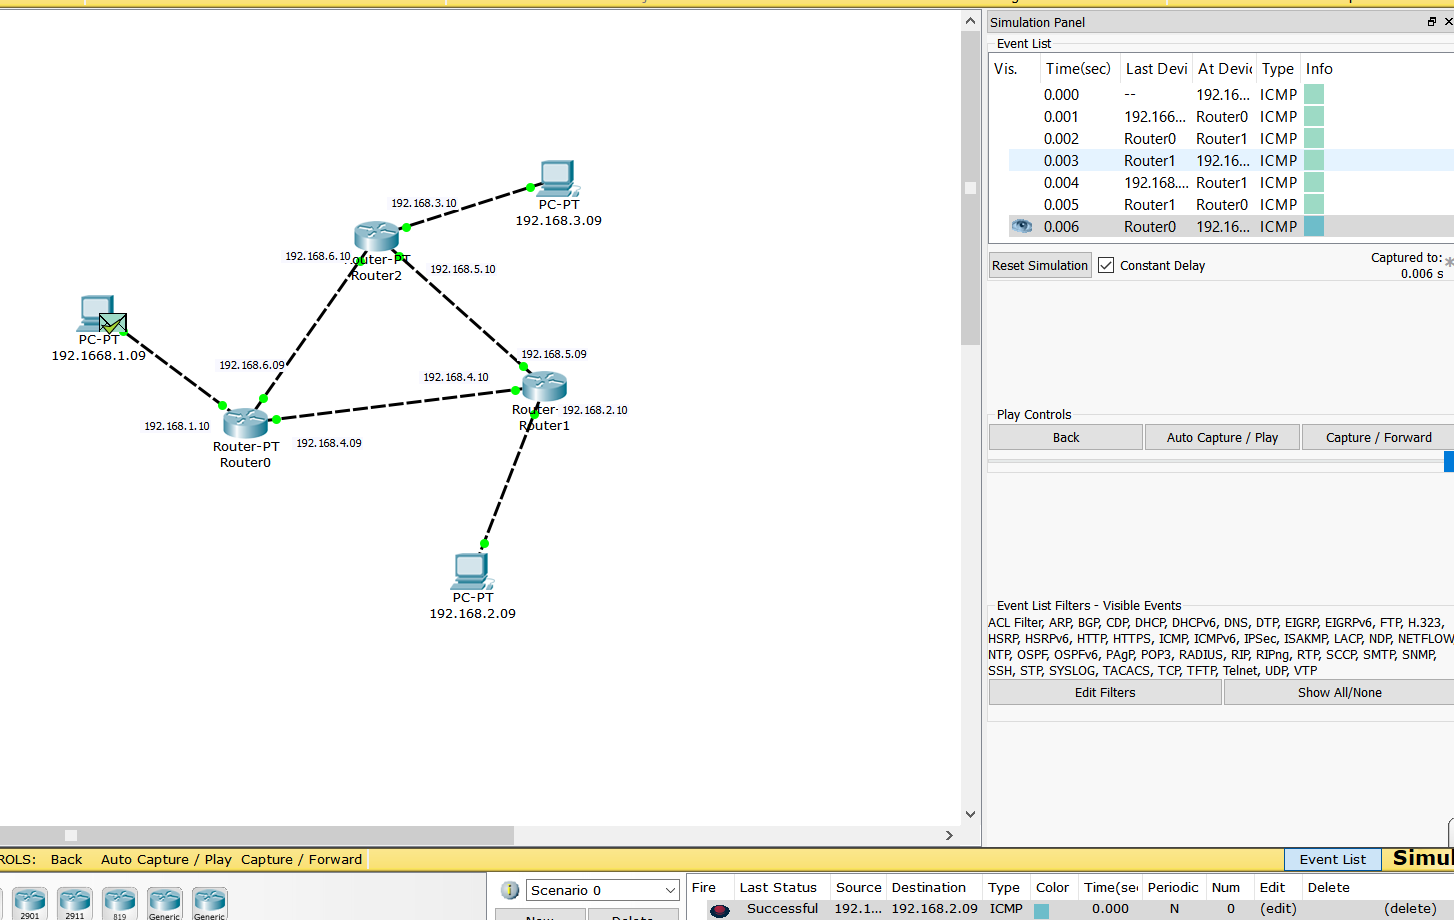 Simulation Panel
Event List
Vis. Time(sec) Last Devi At Devic Type Info
0.000 -- 192.16... ICMP
0.001 192.166... Router0 ICMP
0.002 Router0 Router1 ICMP
0.003 Router1 192.16... ICMP
0.004 192.168.... Router1 ICMP
0.005 Router1 Router0 ICMP
0.006 Router0 192.16... ICMP
Reset Simulation Constant Delay
Captured to:
0.006 s
Play Controls
Back Auto Capture / Play Capture / Forward
Event List Filters - Visible Events
ACL Filter, ARP, BGP, CDP, DHCP, DHCPv6, DNS, DTP, EIGRP, EIGRPv6, FTP, H.323,
HSRP, HSRPv6, HTTP, HTTPS, ICMP, ICMPv6, IPSec, ISAKMP, LACP, NDP, NETFLOW,
NTP, OSPF, OSPFv6, PAgP, POP3, RADIUS, RIP, RIPng, RTP, SCCP, SMTP, SNMP,
SSH, STP, SYSLOG, TACACS, TCP, TFTP, Telnet, UDP, VTP
Edit Filters Show All/None
192.168.3.10
PC-PT
192.168.3.09
192.168.6.10
outer-PT
Router2
192.168.5.10
PC-PT
192.1668.1.09
192.168.6.09
192.168.5.09
192.168.4.10
Router- 192.168.2.10
Router1
192.168.1.10
192.168.4.09
Router-PT
Router0
PC-PT
192.168.2.09
ROLS: Back Auto Capture / Play Capture / Forward
Event List Simul
2901 2911 819 Generic Generic
Scenario 0
New Delete
Fire Last Status Source Destination Type Color Time(sec Periodic Num Edit Delete
Successful 192.1... 192.168.2.09 ICMP 0.000 N 0 (edit) (delete)